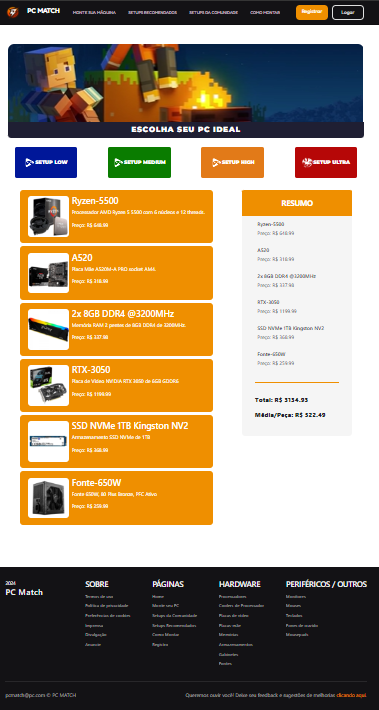 PC MATCH
MONTE SUA MÁQUINA
SETUPS RECOMENDADOS
SETUPS DA COMUNIDADE
COMO MONTAR
Registrar
Logar
ESCOLHA SEU PC IDEAL
SETUP LOW
SETUP MEDIUM
SETUP HIGH
SETUP ULTRA
Ryzen-5500
Processador AMD Ryzen 5 5500 com 6 núcleos e 12 threads.
Preço: R$ 648.99
A520
Placa Mãe A520M-A PRO socket AM4.
Preço: R$ 318.99
2x 8GB DDR4 @3200MHz
Memória RAM 2 pentes de 8GB DDR4 de 3200MHz.
Preço: R$ 337.98
RTX-3050
Placa de Vídeo NVIDIA RTX 3050 de 8GB GDDR6
Preço: R$ 1199.99
SSD NVMe 1TB Kingston NV2
Armazenamento SSD NVMe de 1TB
Preço: R$ 368.99
Fonte-650W
Fonte 650W, 80 Plus Bronze, PFC Ativo
Preço: R$ 259.99
RESUMO
Ryzen-5500
Preço: R$ 648.99
A520
Preço: R$ 318.99
2x 8GB DDR4 @3200MHz
Preço: R$ 337.98
RTX-3050
Preço: R$ 1199.99
SSD NVMe 1TB Kingston NV2
Preço: R$ 368.99
Fonte-650W
Preço: R$ 259.99
Total: R$ 3134.93
Média/Peça: R$ 522.49
2024
PC Match
SOBRE
Termos de uso
Política de privacidade
Preferências de cookies
Imprensa
Divulgação
Anuncie
PÁGINAS
Home
Monte seu PC
Setups da Comunidade
Setups Recomendados
Como Montar
Registro
HARDWARE
Processadores
Coolers de Processador
Placas de vídeo
Placas mãe
Memórias
Armazenamentos
Gabinetes
Fontes
PERIFÉRICOS / OUTROS
Monitores
Mouses
Teclados
Fones de ouvido
Mousepads
pcmatch@pc.com © PC MATCH
Queremos ouvir você! Deixe seu feedback e sugestões de melhorias clicando aqui.